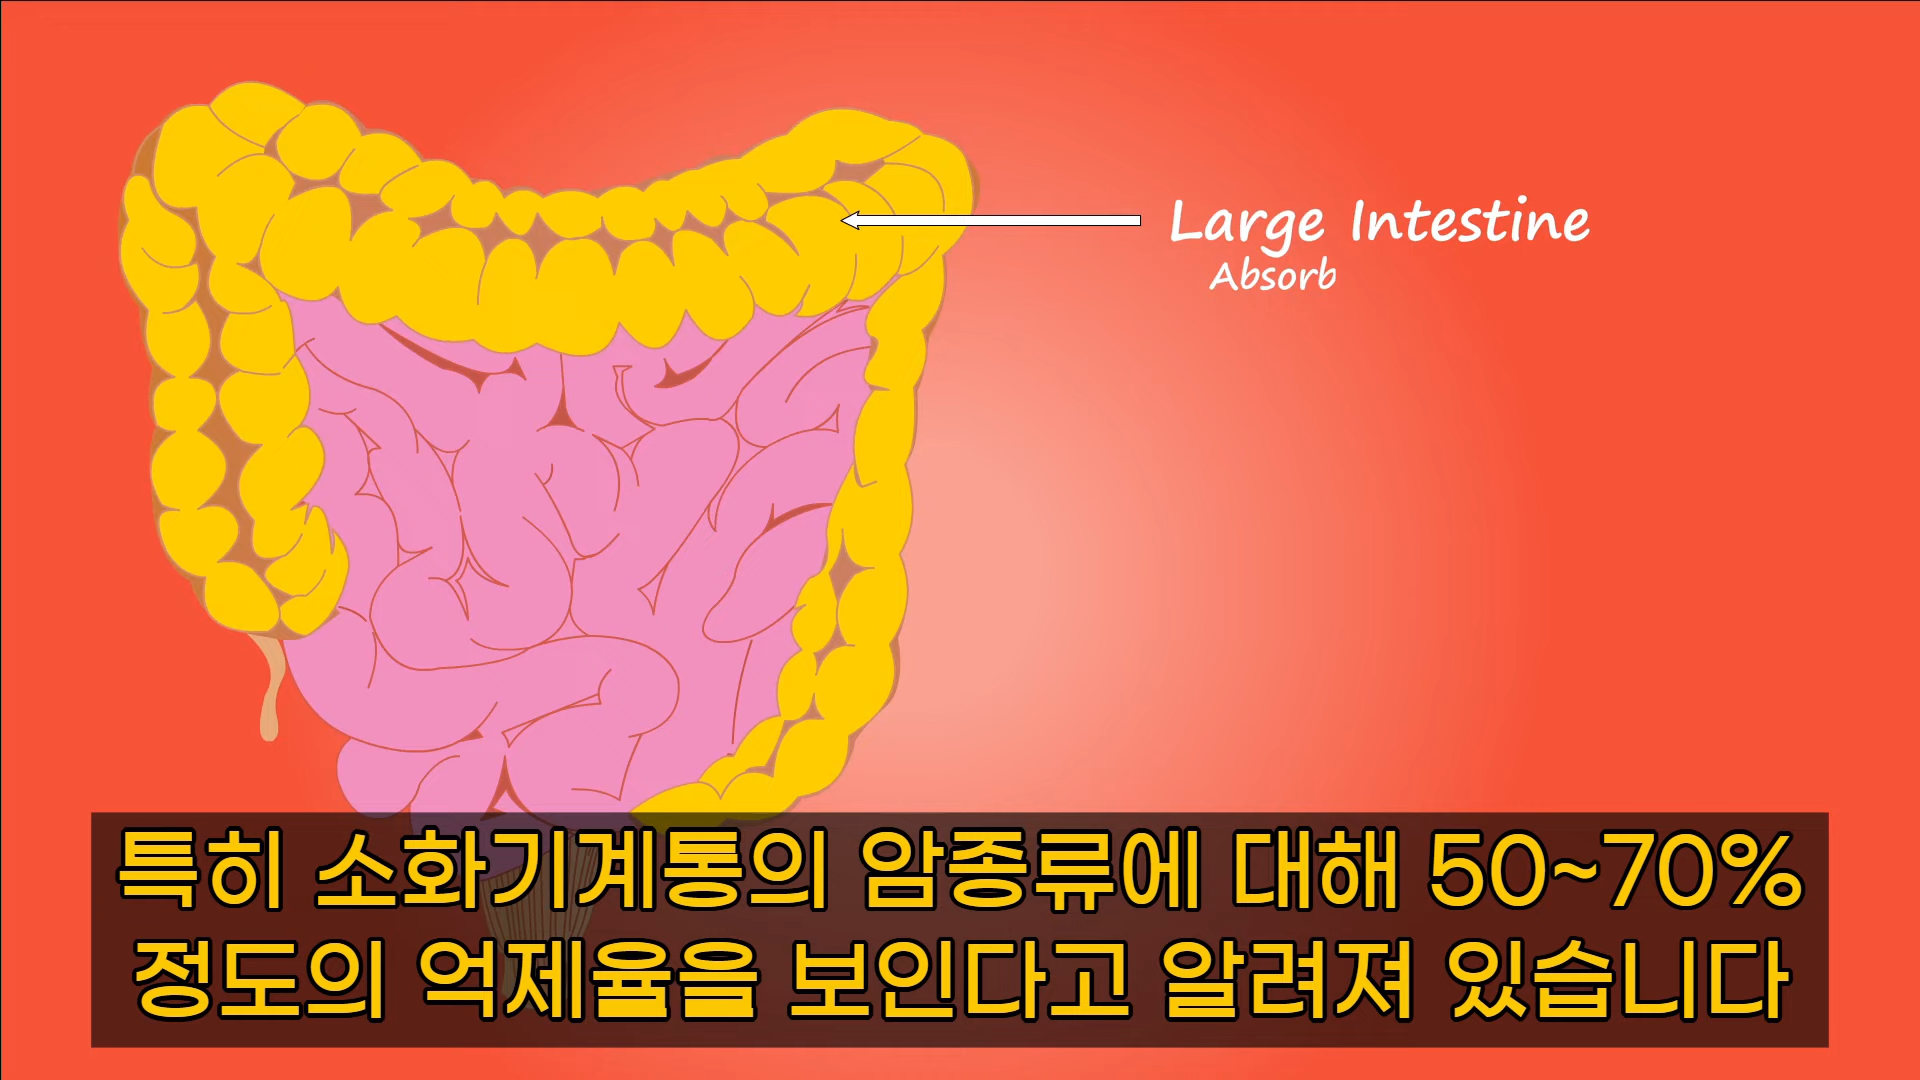 Large Intestine
Absorb
특히 소화기계통의 암종류에 대해 50~70%
정도의 억제율을 보인다고 알려져 있습니다